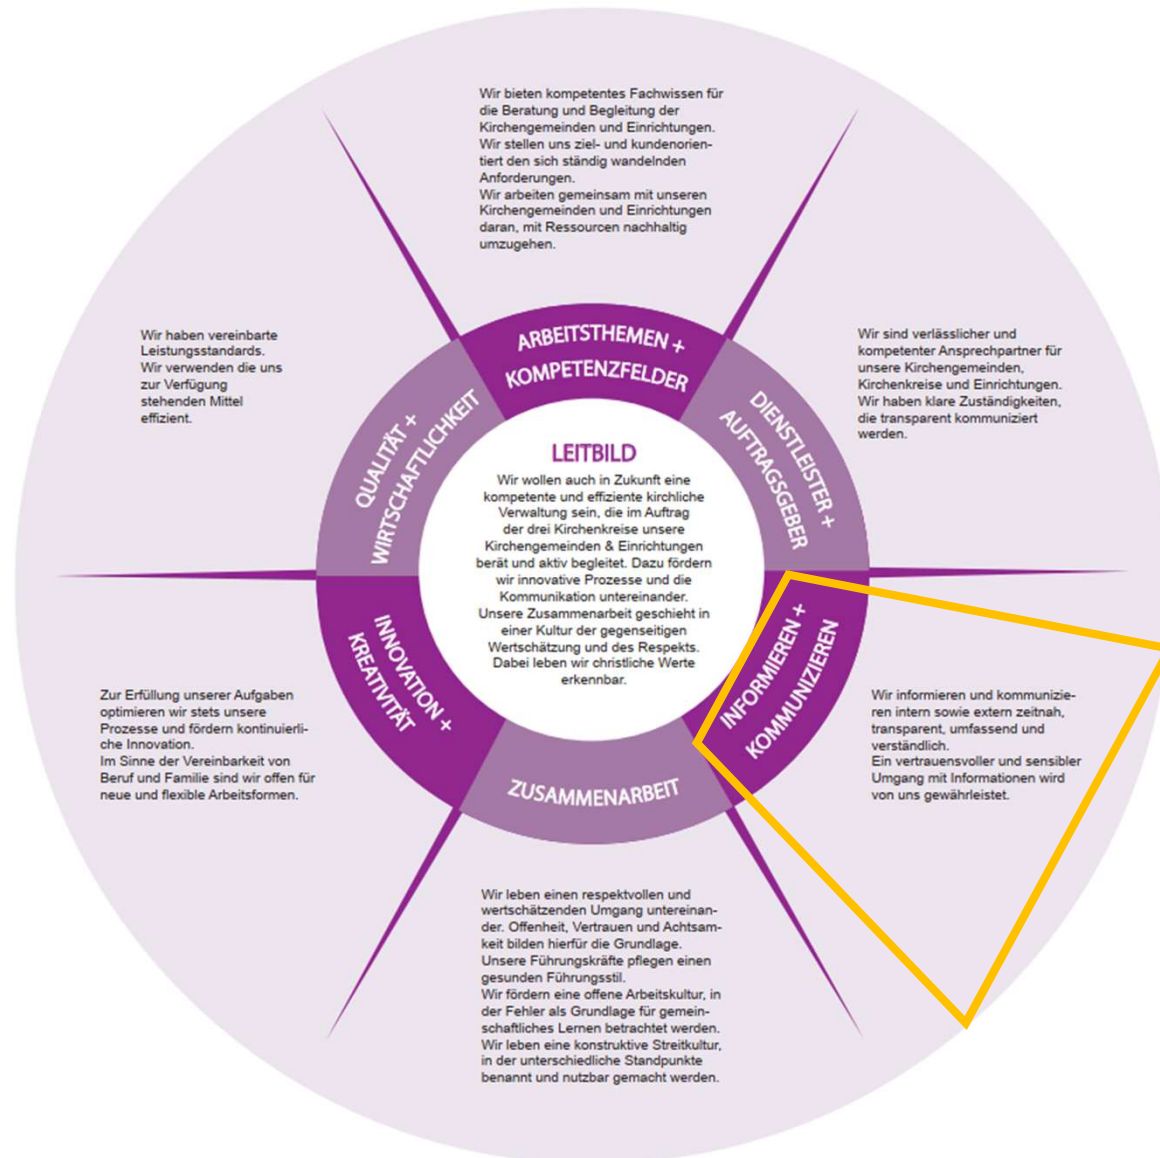 Wir bieten kompetentes Fachwissen für
die Beratung und Begleitung der
Kirchengemeinden und Einrichtungen.
Wir stellen uns ziel- und kundenorien-
tiert den sich ständig wandelnden
Anforderungen.
Wir arbeiten gemeinsam mit unseren
Kirchengemeinden und Einrichtungen
daran, mit Ressourcen nachhaltig
umzugehen.
Wir haben vereinbarte
Leistungsstandards.
Wir verwenden die uns
zur Verfügung
stehenden Mittel
effizient.
ARBEITSTHEMEN +
KOMPETENZFELDER
Wir sind verlässlicher und
kompetenter Ansprechpartner für
unsere Kirchengemeinden,
Kirchenkreise und Einrichtungen.
Wir haben klare Zuständigkeiten,
die transparent kommuniziert
werden.
QUALITÄT +
WIRTSCHAFTLICHKEIT
DIENSTLEISTER +
AUFTRAGSGEBER
LEITBILD
Wir wollen auch in Zukunft eine
kompetente und effiziente kirchliche
Verwaltung sein, die im Auftrag
der drei Kirchenkreise unsere
Kirchengemeinden & Einrichtungen
berät und aktiv begleitet. Dazu fördern
wir innovative Prozesse und die
Kommunikation untereinander.
Unsere Zusammenarbeit geschieht in
einer Kultur der gegenseitigen
Wertschätzung und des Respekts.
Dabei leben wir christliche Werte
erkennbar.
INNOVATION +
KREATIVITÄT
INFORMIEREN +
KOMMUNIZIEREN
Zur Erfüllung unserer Aufgaben
optimieren wir stets unsere
Prozesse und fördern kontinuierli-
che Innovation.
Im Sinne der Vereinbarkeit von
Beruf und Familie sind wir offen für
neue und flexible Arbeitsformen.
Wir informieren und kommunizie-
ren intern sowie extern zeitnah,
transparent, umfassend und
verständlich.
Ein vertrauensvoller und sensibler
Umgang mit Informationen wird
von uns gewährleistet.
ZUSAMMENARBEIT
Wir leben einen respektvollen und
wertschätzenden Umgang untereinan-
der. Offenheit, Vertrauen und Achtsam-
keit bilden hierfür die Grundlage.
Unsere Führungskräfte pflegen einen
gesunden Führungsstil.
Wir fördern eine offene Arbeitskultur, in
der Fehler als Grundlage für gemein-
schaftliches Lernen betrachtet werden.
Wir leben eine konstruktive Streitkultur,
in der unterschiedliche Standpunkte
benannt und nutzbar gemacht werden.